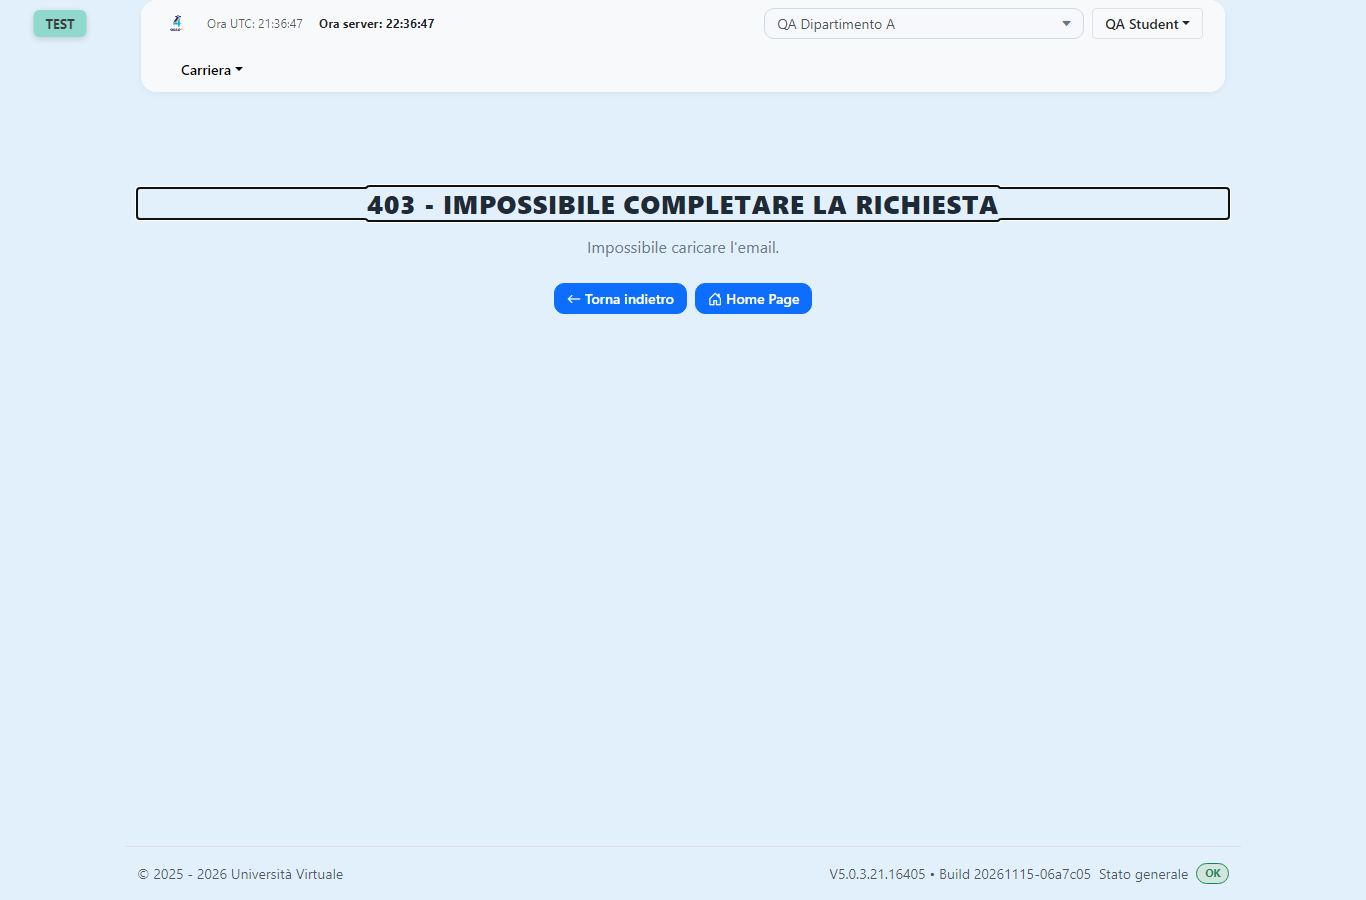 TEST
Ora UTC: 21:36:47 Ora server: 22:36:47
QA Dipartimento A
QA Student
Carriera
403 - IMPOSSIBILE COMPLETARE LA RICHIESTA
Impossibile caricare l'email.
Torna indietro
Home Page
© 2025 - 2026 Università Virtuale
V5.0.3.21.16405 • Build 20261115-06a7c05 Stato generale OK